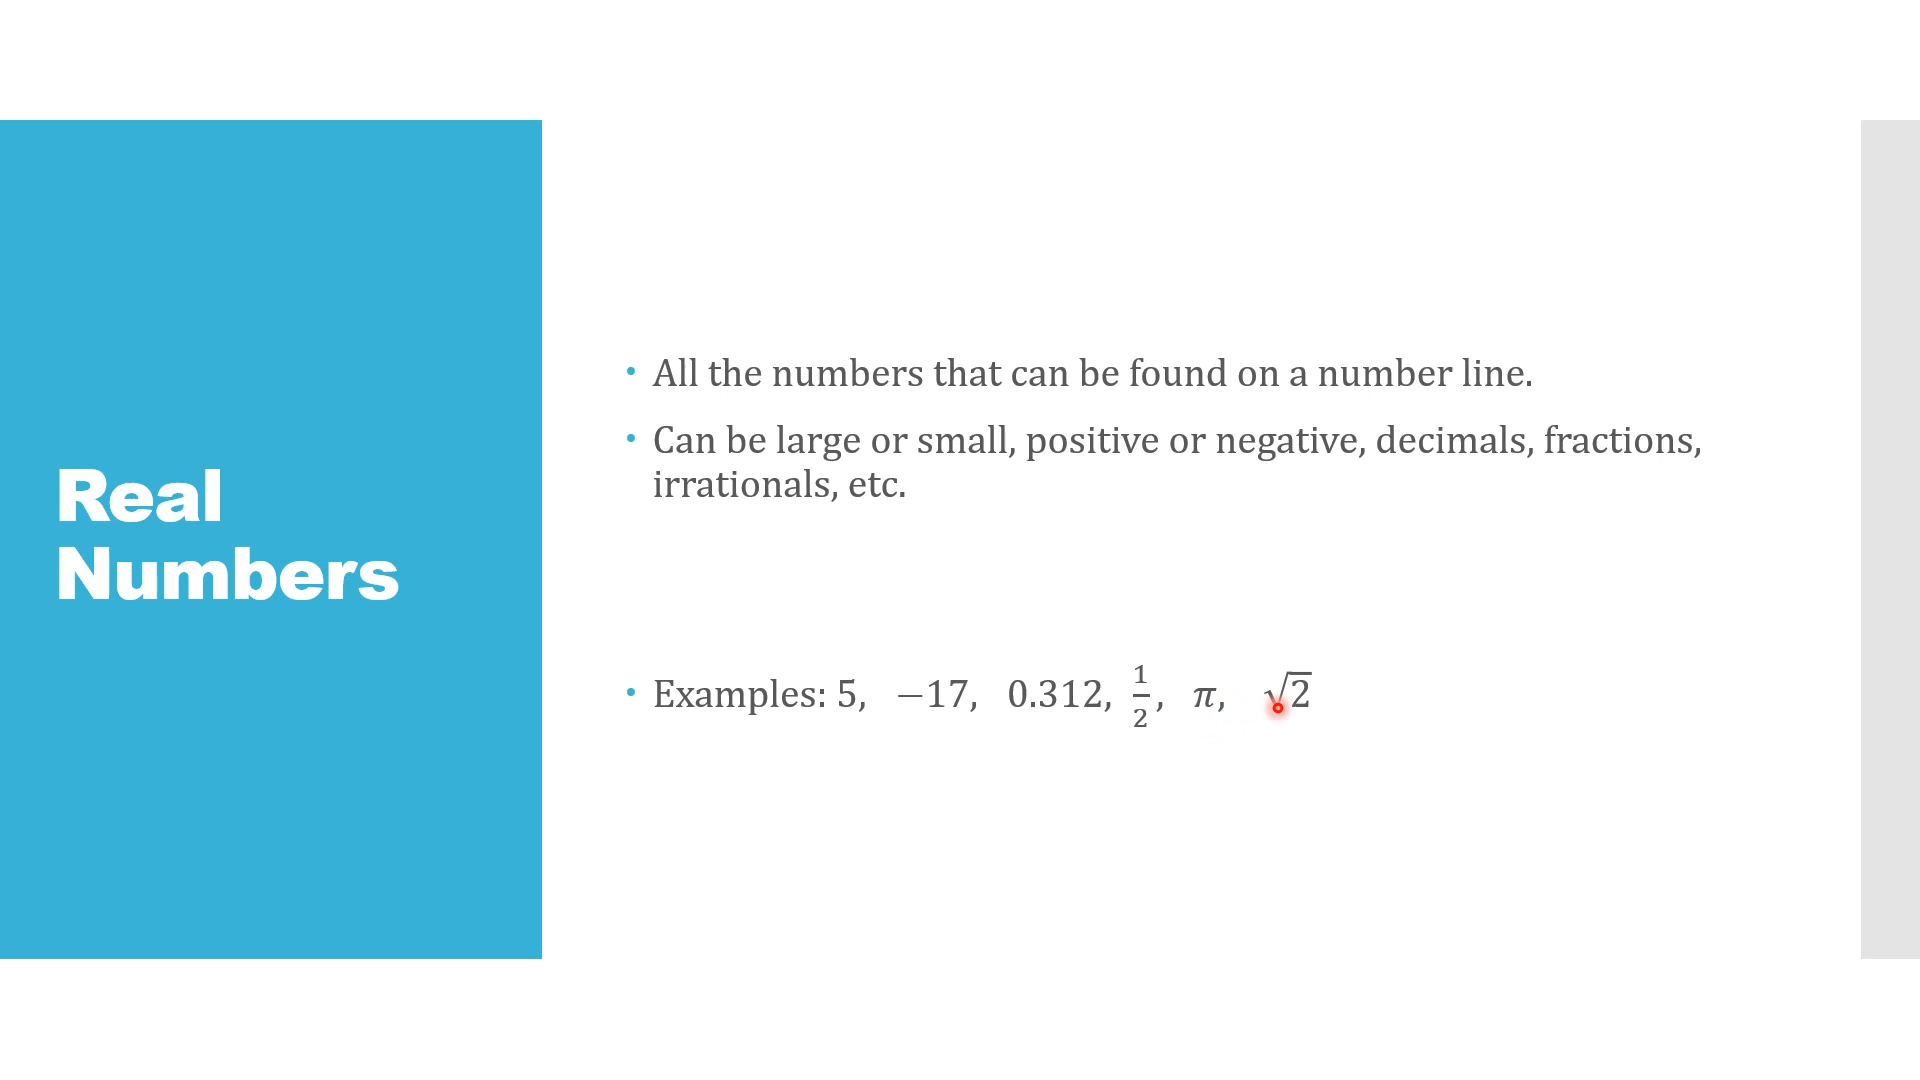 Real
Numbers
• All the numbers that can be found on a number line.
• Can be large or small, positive or negative, decimals, fractions,
irrationals, etc.
• Examples: 5, −17, 0.312, 1/2, π, √2